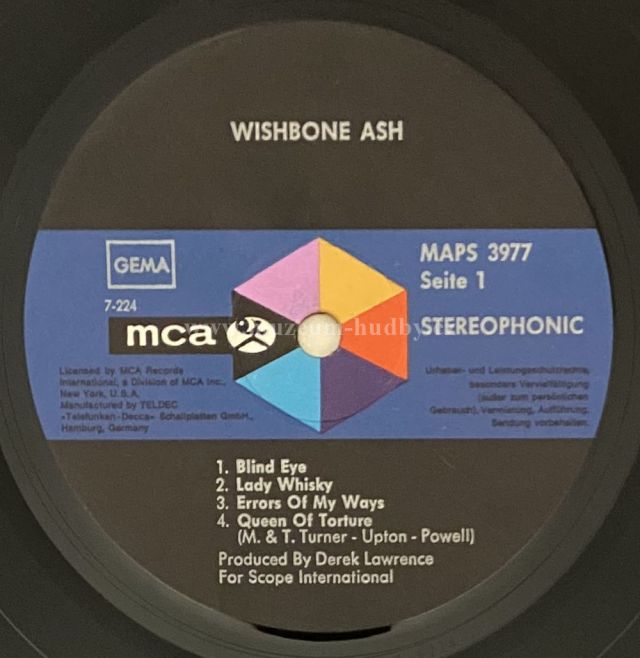 WISHBONE ASH
GEMA
7-224
mca
Licensed by MCA Records
International, a Division of MCA Inc.,
New York, U.S.A.
Manufactured by TELDEC
»Telefunken-Decca« Schallplatten GmbH.,
Hamburg, Germany
MAPS 3977
Seite 1
STEREOPHONIC
Urheber- und Leistungsschutzrechte,
besonders Vervielfältigung
(außer zum persönlichen
Gebrauch), Vermietung, Aufführung,
Sendung vorbehalten.
1. Blind Eye
2. Lady Whisky
3. Errors Of My Ways
4. Queen Of Torture
(M. & T. Turner - Upton - Powell)
Produced By Derek Lawrence
For Scope International